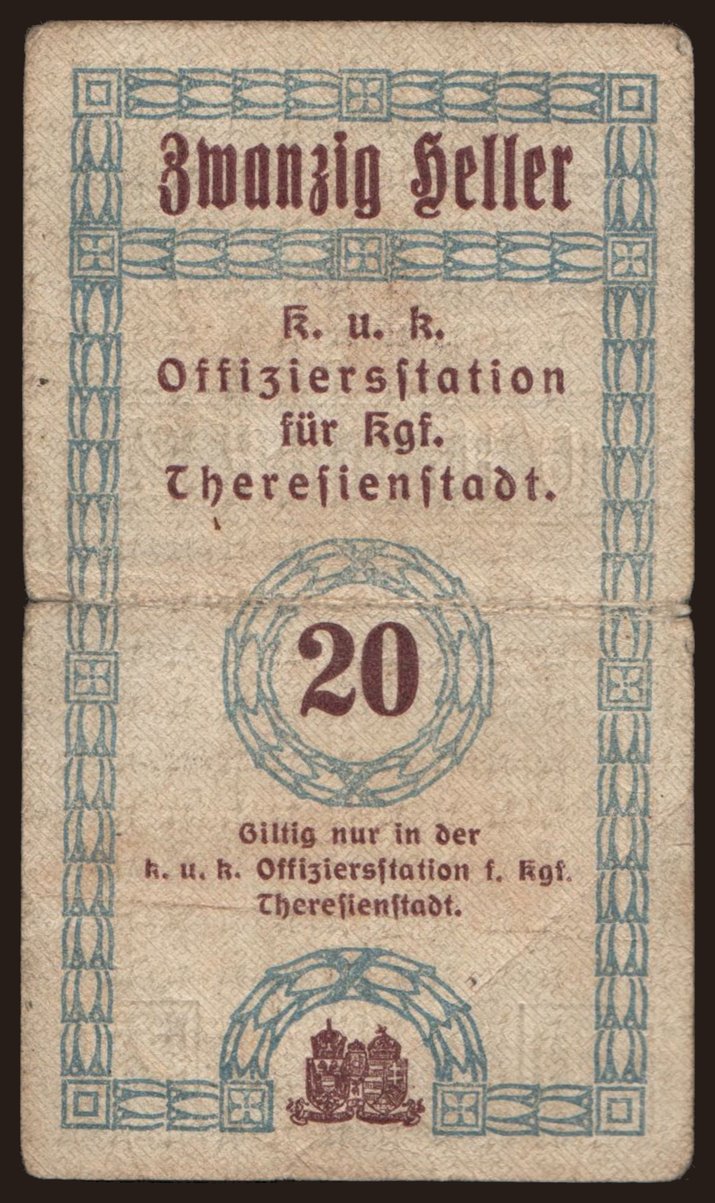 Zwanzig Heller
K. u. k.
Offiziersstation
für Kgf.
Theresienstadt.
20
Giltig nur in der
k. u. k. Offiziersstation f. Kgf.
Theresienstadt.